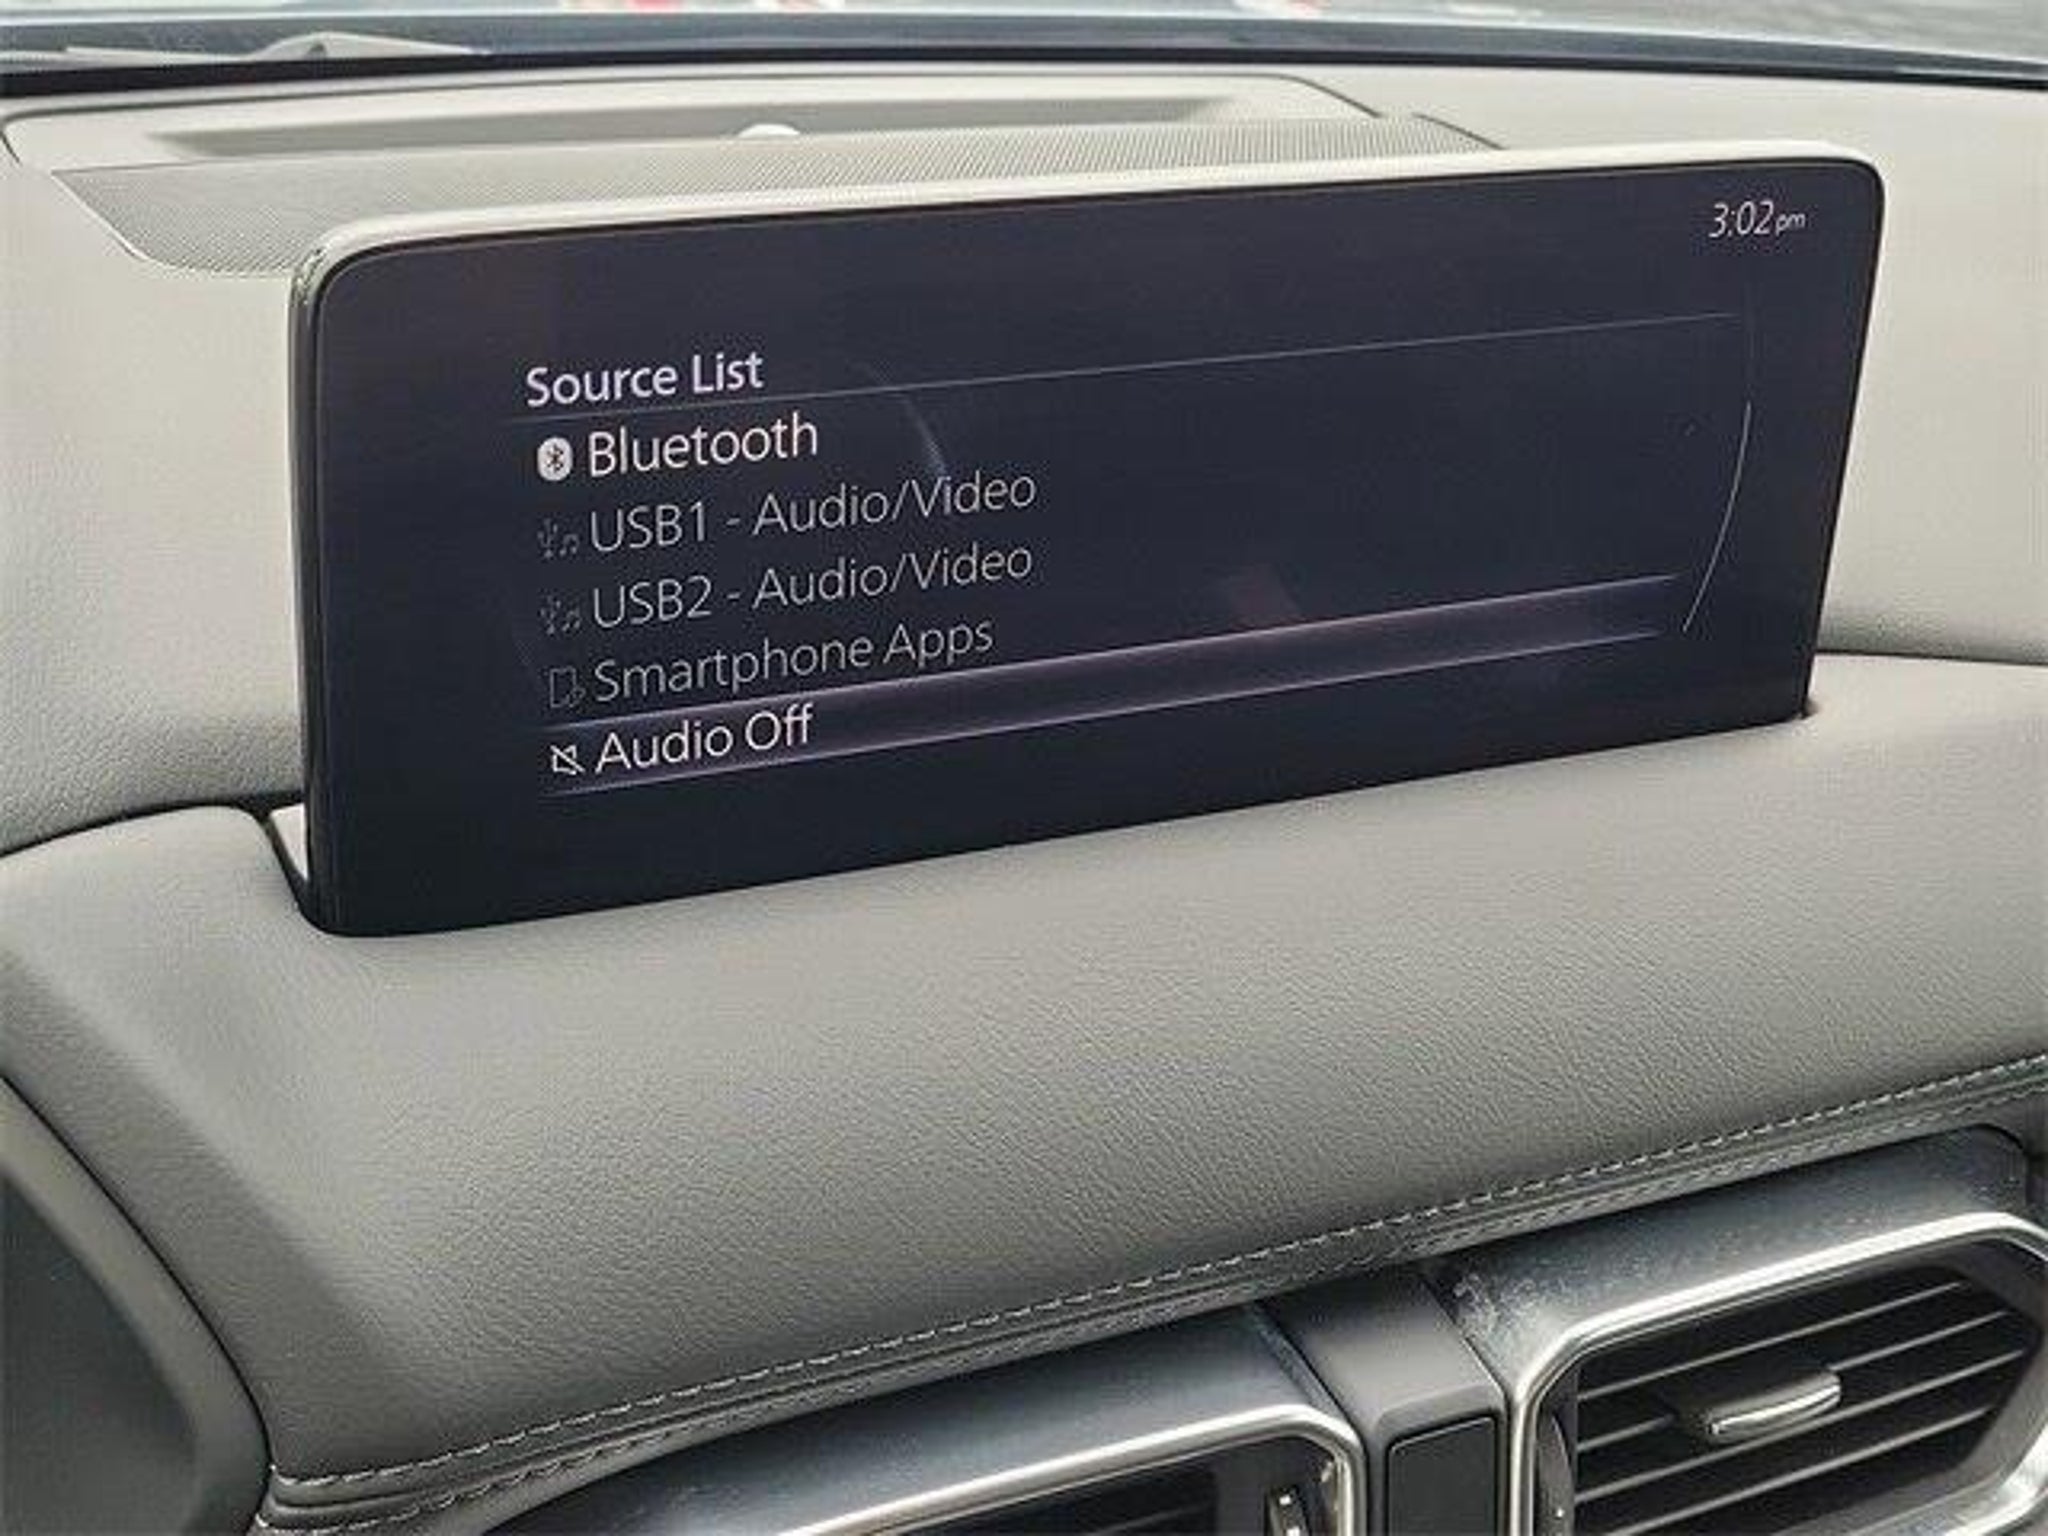 3:02pm
Source List
Bluetooth
USB1 - Audio/Video
USB2 - Audio/Video
Smartphone Apps
Audio Off